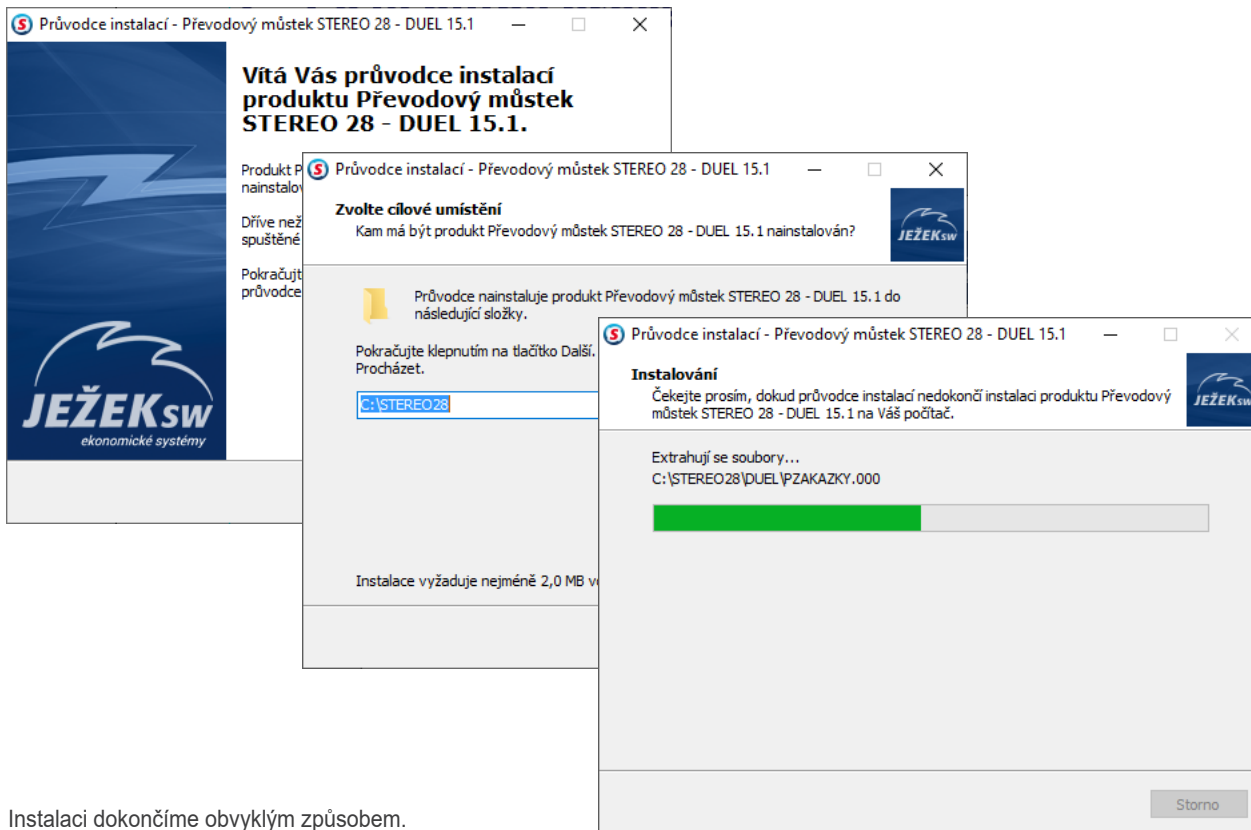 Průvodce instalací - Převodový můstek STEREO 28 - DUEL 15.1
Vítá Vás průvodce instalací
produktu Převodový můstek
STEREO 28 - DUEL 15.1.
Produkt P
nainstalov
Dříve než
spuštěné
Pokračujt
průvodce
JEŽEKSW
ekonomické systémy
Průvodce instalací - Převodový můstek STEREO 28 - DUEL 15.1
Zvolte cílové umístění
Kam má být produkt Převodový můstek STEREO 28 - DUEL 15.1 nainstalován?
JEŽEKSW
Průvodce nainstaluje produkt Převodový můstek STEREO 28 - DUEL 15.1 do
následující složky.
Pokračujte klepnutím na tlačítko Další.
Procházet.
C:\STEREO28
Instalace vyžaduje nejméně 2,0 MB v
Průvodce instalací - Převodový můstek STEREO 28 - DUEL 15.1
Instalování
Čekejte prosím, dokud průvodce instalací nedokončí instalaci produktu Převodový
můstek STEREO 28 - DUEL 15.1 na Váš počítač.
JEŽEKSW
Extrahují se soubory...
C:\STEREO28\DUEL\PZAKAZKY.000
Storno
Instalaci dokončíme obvyklým způsobem.